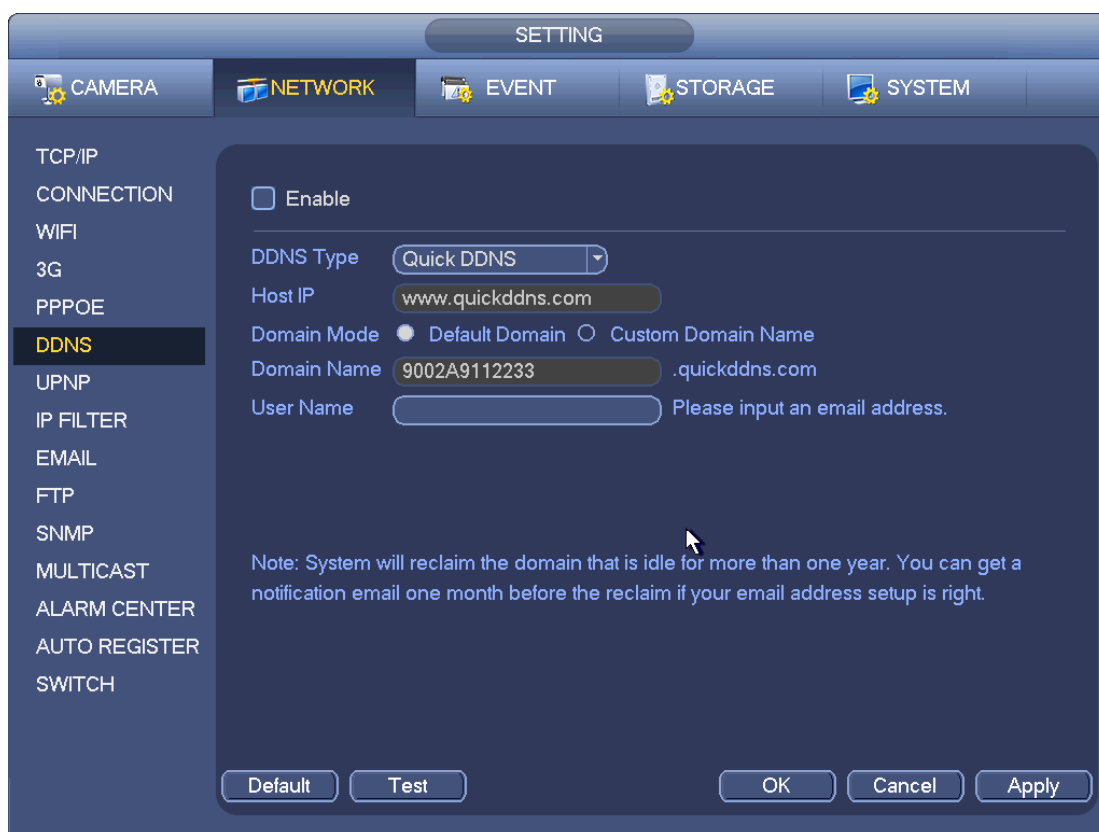 SETTING
CAMERA NETWORK EVENT STORAGE SYSTEM
TCP/IP
CONNECTION
WIFI
3G
PPPOE
DDNS
UPNP
IP FILTER
EMAIL
FTP
SNMP
MULTICAST
ALARM CENTER
AUTO REGISTER
SWITCH
Enable
DDNS Type Quick DDNS
Host IP www.quickddns.com
Domain Mode Default Domain Custom Domain Name
Domain Name 9002A9112233 .quickddns.com
User Name Please input an email address.
Note: System will reclaim the domain that is idle for more than one year. You can get a
notification email one month before the reclaim if your email address setup is right.
Default Test OK Cancel Apply